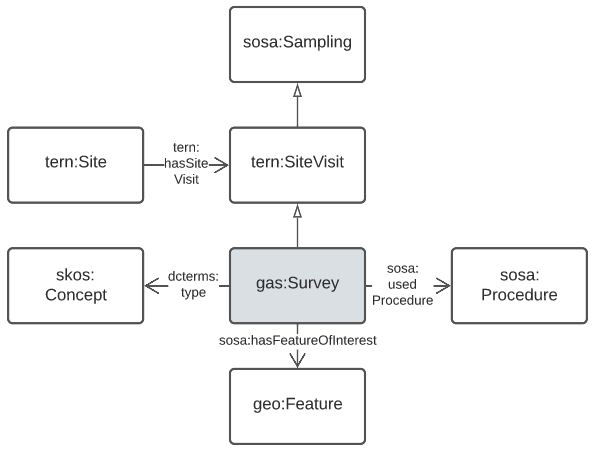 sosa:Sampling
tern:Site
tern:
hasSite
Visit
tern:SiteVisit
skos:
Concept
dcterms:
type
gas:Survey
sosa:
used
Procedure
sosa:
Procedure
sosa:hasFeatureOfInterest
geo:Feature